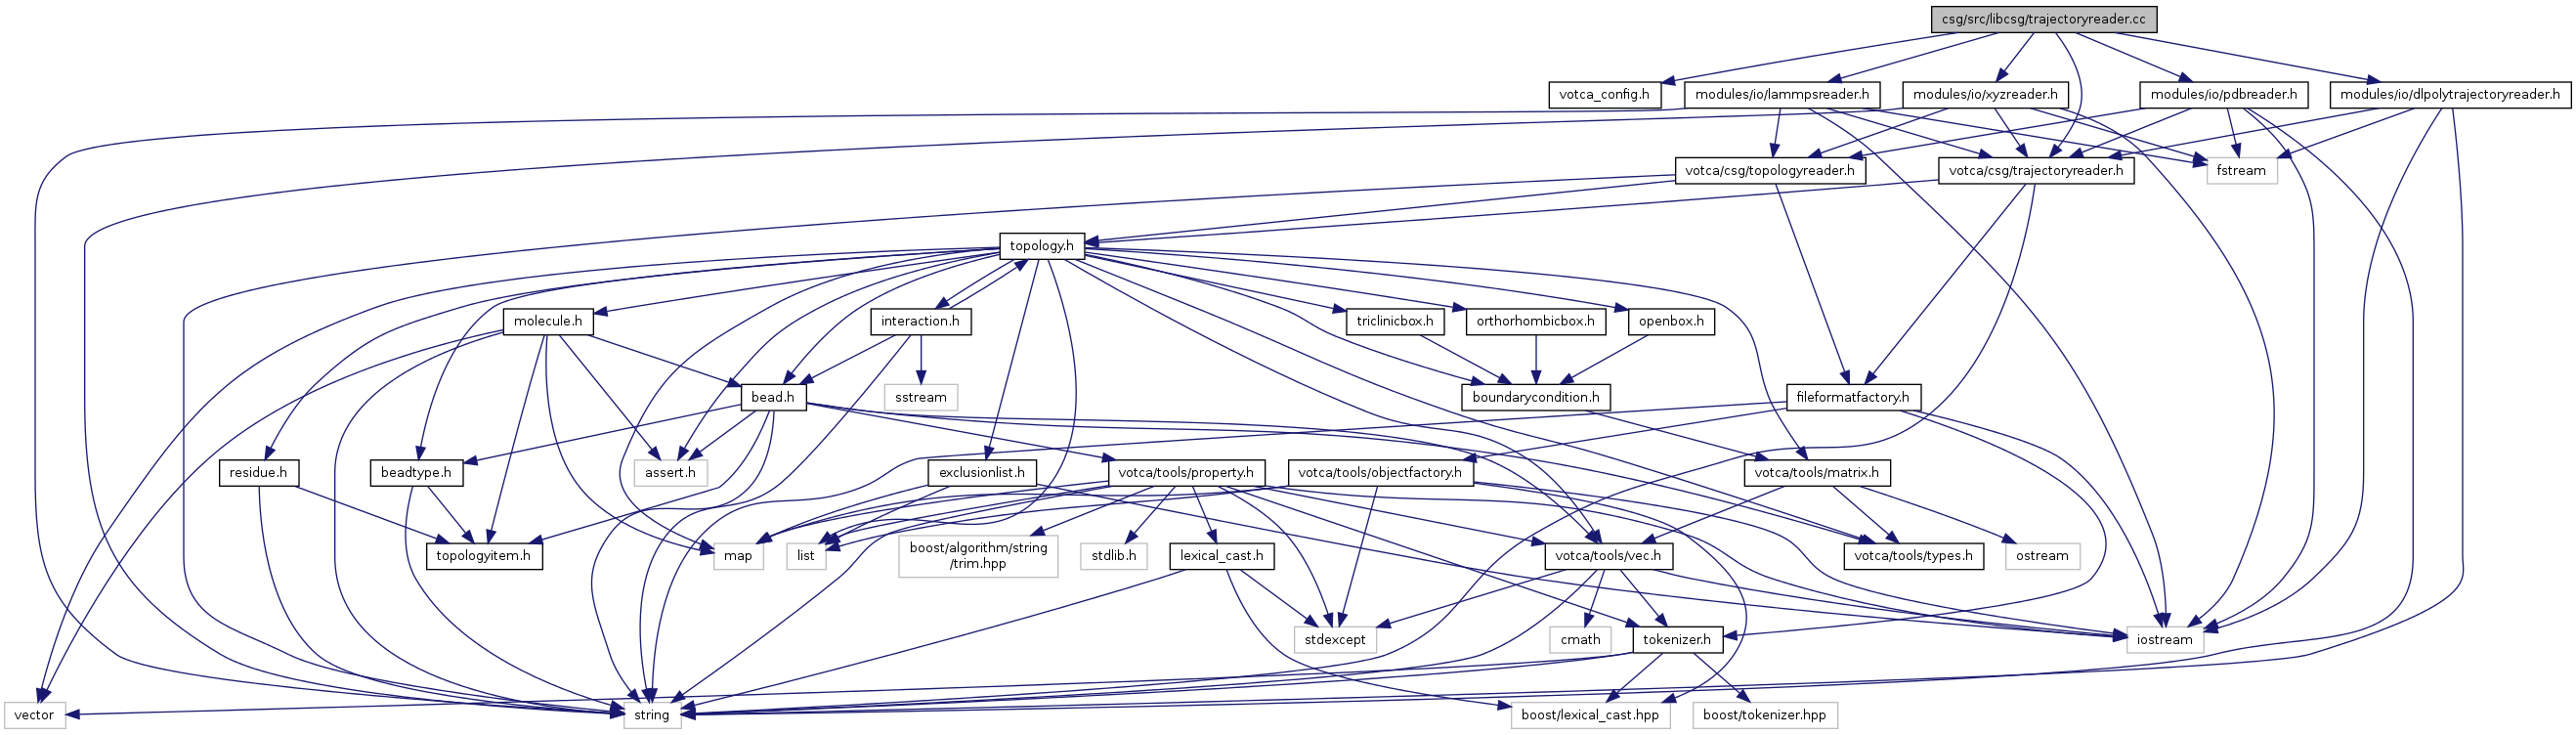 csg/src/libcsg/trajectoryreader.cc
votca_config.h
modules/io/lammpsreader.h
modules/io/xyzreader.h
modules/io/pdbreader.h
modules/io/dlpolytrajectoryreader.h
votca/csg/topologyreader.h
votca/csg/trajectoryreader.h
fstream
topology.h
molecule.h
interaction.h
triclinicbox.h
orthorhombicbox.h
openbox.h
bead.h
sstream
boundarycondition.h
fileformatfactory.h
residue.h
beadtype.h
assert.h
exclusionlist.h
votca/tools/property.h
votca/tools/objectfactory.h
votca/tools/matrix.h
topologyitem.h
map
list
boost/algorithm/string
/trim.hpp
stdlib.h
lexical_cast.h
votca/tools/vec.h
votca/tools/types.h
ostream
stdexcept
cmath
tokenizer.h
iostream
vector
string
boost/lexical_cast.hpp
boost/tokenizer.hpp